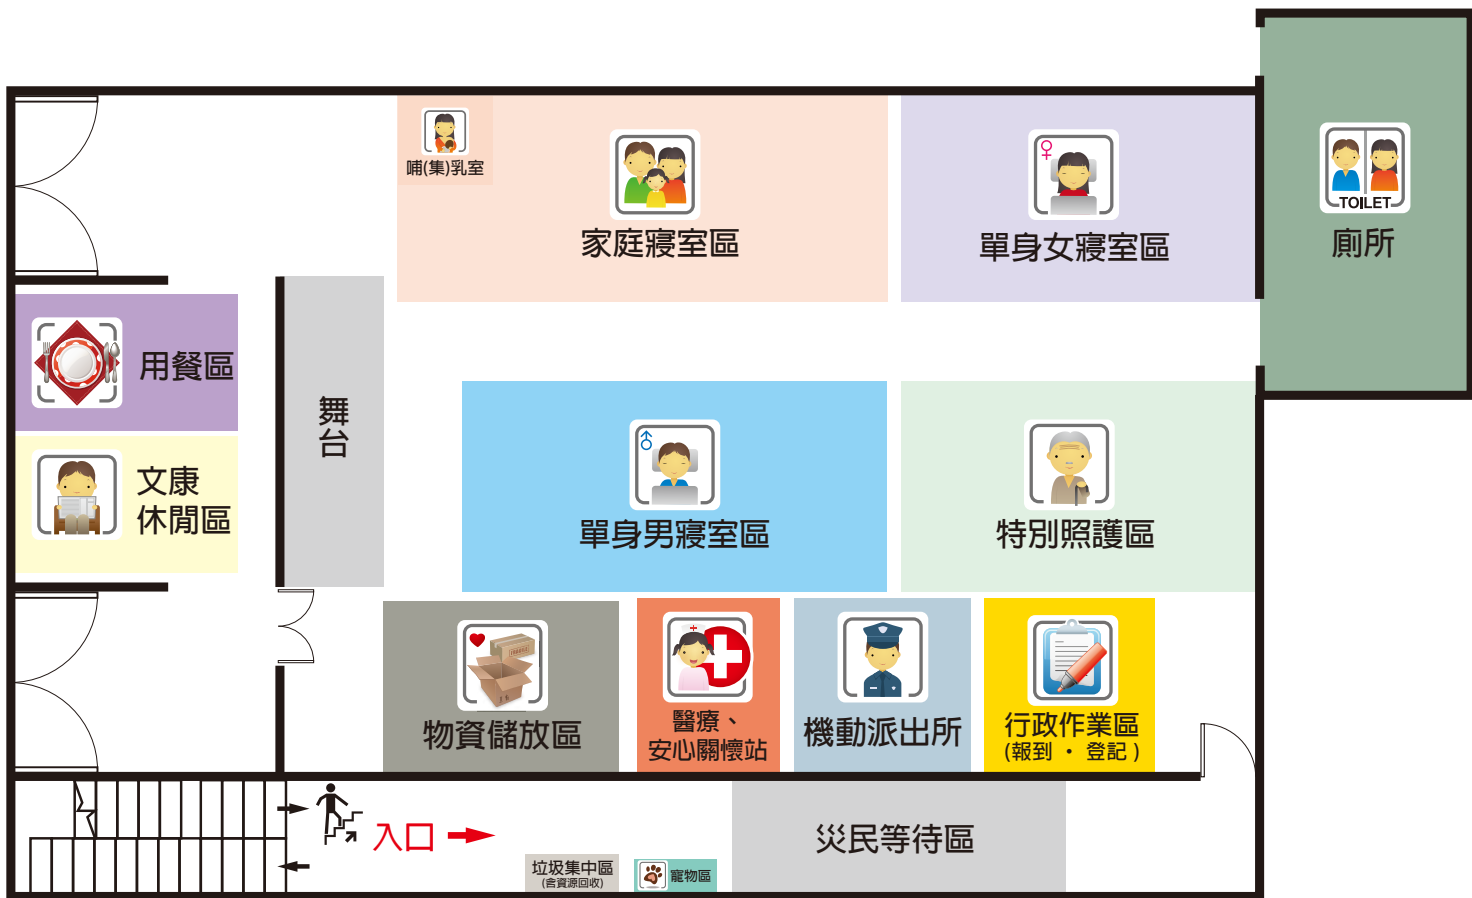 哺(集)乳室
家庭寢室區
單身女寢室區
TOILET
廁所
用餐區
文康
休閒區
舞
台
單身男寢室區
特別照護區
物資儲放區
醫療、
安心關懷站
機動派出所
行政作業區
(報到 ・ 登記 )
入口
災民等待區
垃圾集中區
(含資源回收)
寵物區